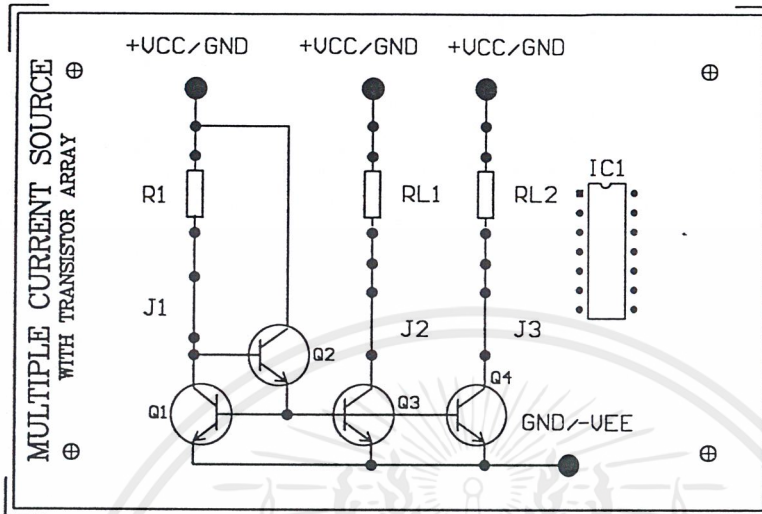 MULTIPLE CURRENT SOURCE
WITH TRANSISTOR ARRAY
+VCC/GND
+VCC/GND
+VCC/GND
R1
RL1
RL2
IC1
J1
J2
J3
Q2
Q1
Q3
Q4
GND/-VEE